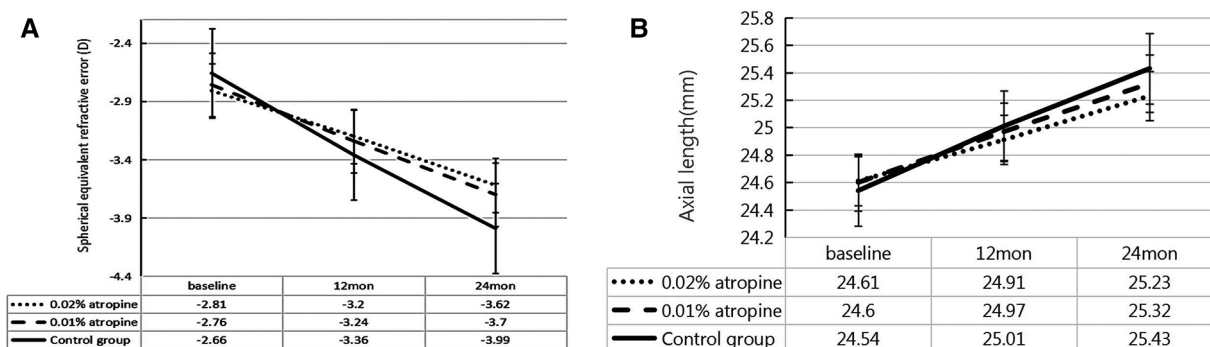 A
Spherical equivalent refractive error (D)
-2.4
-2.9
-3.4
-3.9
-4.4
baseline 12mon 24mon
0.02% atropine -2.81 -3.2 -3.62
0.01% atropine -2.76 -3.24 -3.7
Control group -2.66 -3.36 -3.99
B
Axial length(mm)
25.8
25.6
25.4
25.2
25
24.8
24.6
24.4
24.2
baseline 12mon 24mon
0.02% atropine 24.61 24.91 25.23
0.01% atropine 24.6 24.97 25.32
Control group 24.54 25.01 25.43